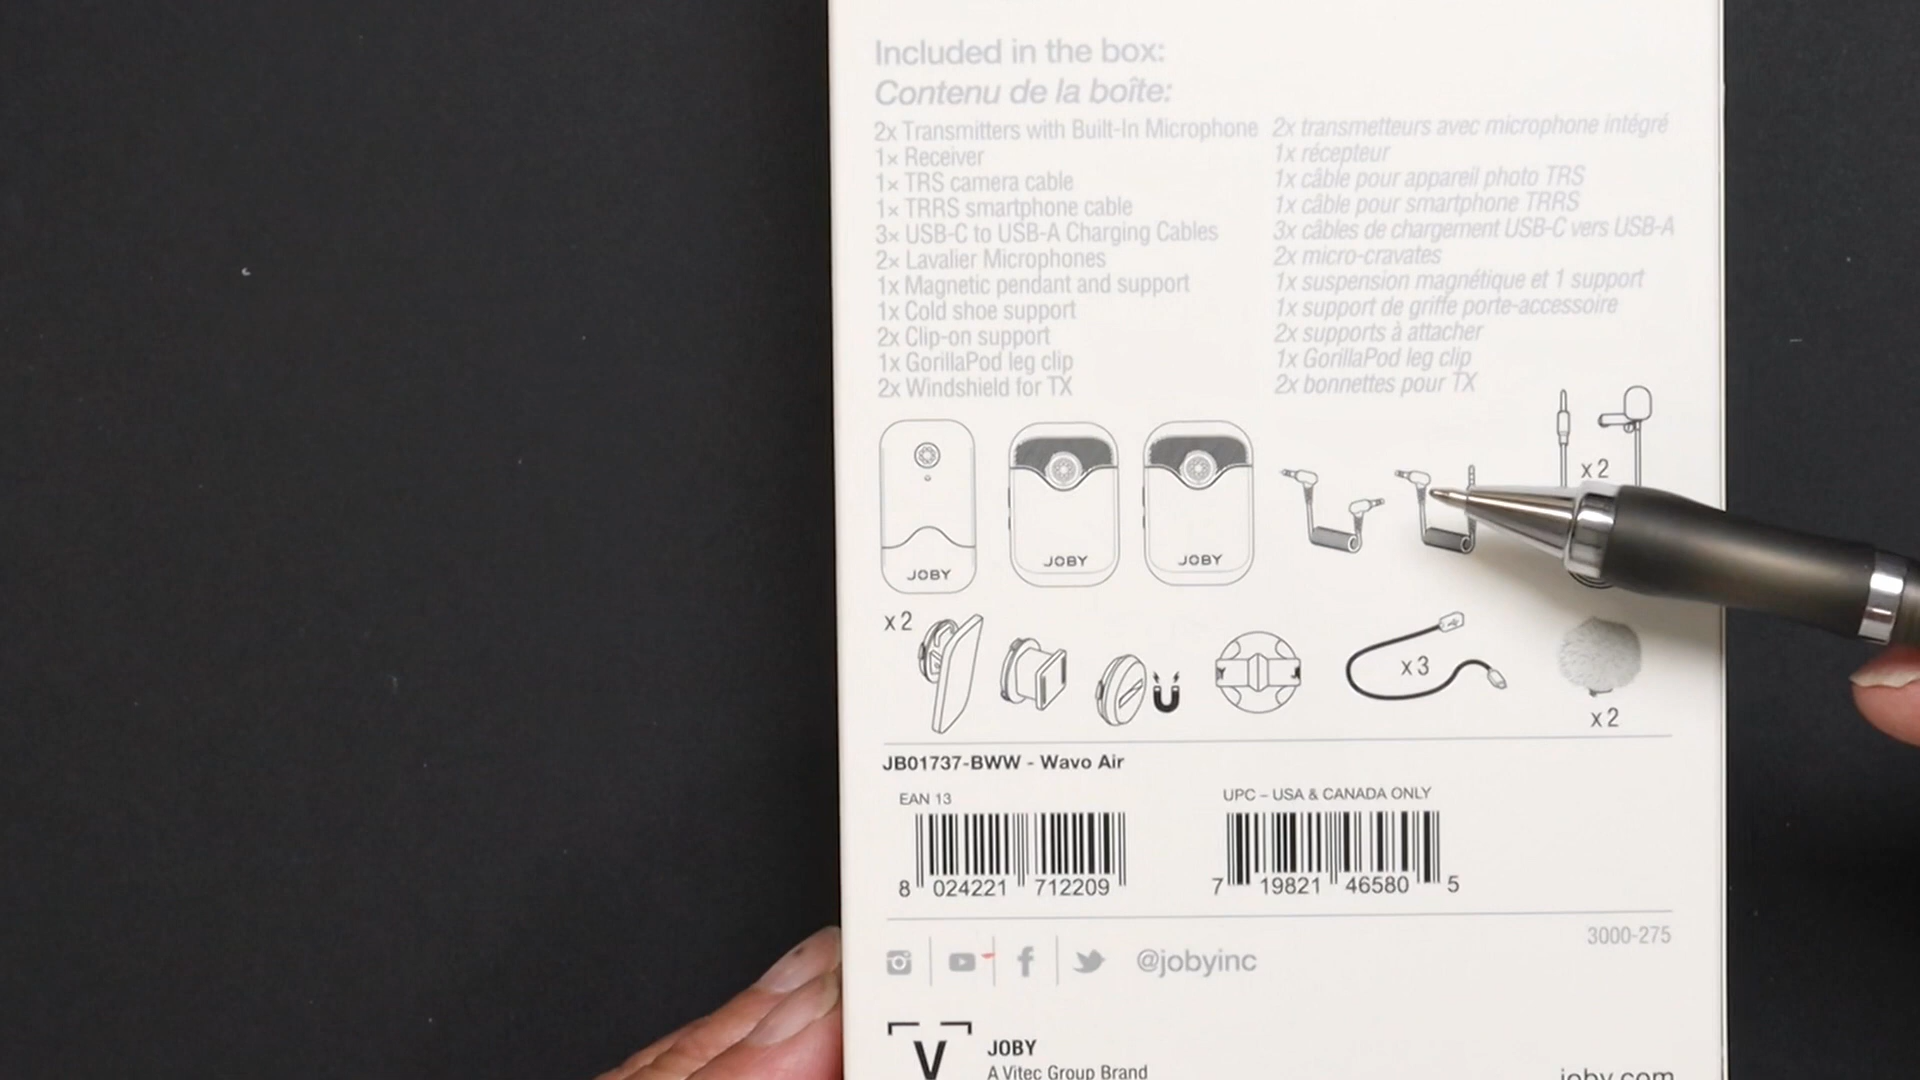 Included in the box:
Contenu de la boîte:
2x Transmitters with Built-In Microphone
1x Receiver
1x TRS camera cable
1x TRRS smartphone cable
3x USB-C to USB-A Charging Cables
2x Lavalier Microphones
1x Magnetic pendant and support
1x Cold shoe support
2x Clip-on support
1x GorillaPod leg clip
2x Windshield for TX
2x transmetteurs avec microphone intégré
1x récepteur
1x câble pour appareil photo TRS
1x câble pour smartphone TRRS
3x câbles de chargement USB-C vers USB-A
2x micro-cravates
1x suspension magnétique et 1 support
1x support de griffe porte-accessoire
2x supports à attacher
1x GorillaPod leg clip
2x bonnettes pour TX
x 2
JOBY
JOBY
JOBY
x 2
x 3
x 2
JB01737-BWW - Wavo Air
EAN 13
8 024221 712209
UPC – USA & CANADA ONLY
7 19821 46580 5
3000-275
@jobyinc
V
JOBY
A Vitec Group Brand
joby.com